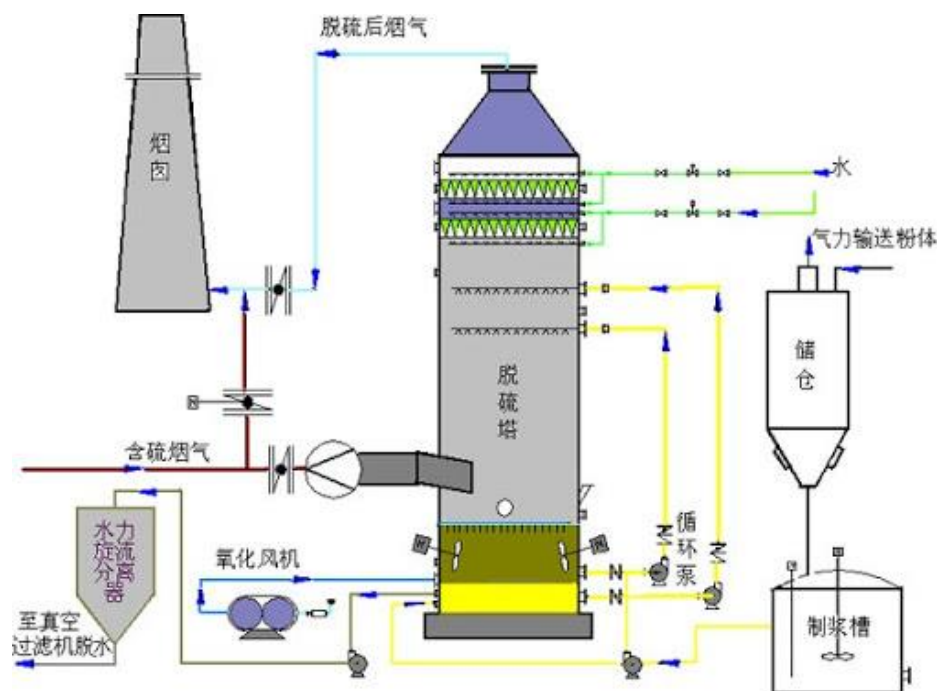 脱硫后烟气
烟囱
水
气力输送粉体
储仓
脱硫塔
含硫烟气
水力旋流分离器
氧化风机
循环泵
至真空
过滤机脱水
制浆槽